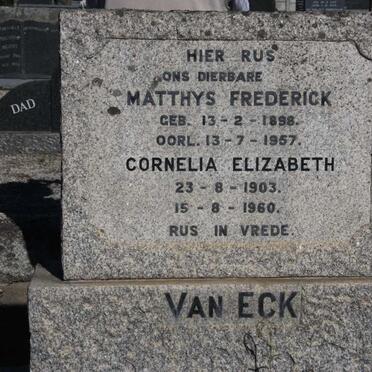 HIER RUS
ONS DIERBARE
MATTHYS FREDERICK
GEB. 13-2-1898.
OORL. 13-7-1957.
CORNELIA ELIZABETH
23-8-1903.
15-8-1960.
RUS IN VREDE.
VAN ECK
DAD